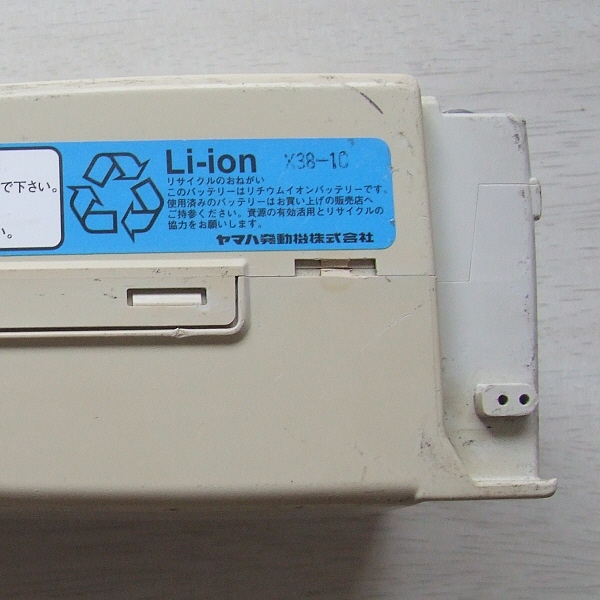 Li-ion X38-1C
リサイクルのおねがい
このバッテリーはリチウムイオンバッテリーです。
使用済みのバッテリーはお買い上げの販売店へ
ご持参ください。資源の有効活用とリサイクルの
協力をお願いします。
ヤマハ発動機株式会社
で下さい。
い。